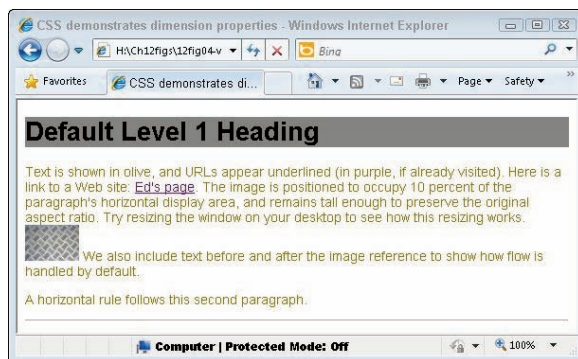 CSS demonstrates dimension properties - Windows Internet Explorer
H:\Ch12figs\12fig04-v
Bing
Favorites
CSS demonstrates di...
Page
Safety
»
Default Level 1 Heading
Text is shown in olive, and URLs appear underlined (in purple, if already visited). Here is a
link to a Web site: Ed's page. The image is positioned to occupy 10 percent of the
paragraph's horizontal display area, and remains tall enough to preserve the original
aspect ratio. Try resizing the window on your desktop to see how this resizing works.
We also include text before and after the image reference to show how flow is
handled by default.
A horizontal rule follows this second paragraph.
Computer | Protected Mode: Off
100%